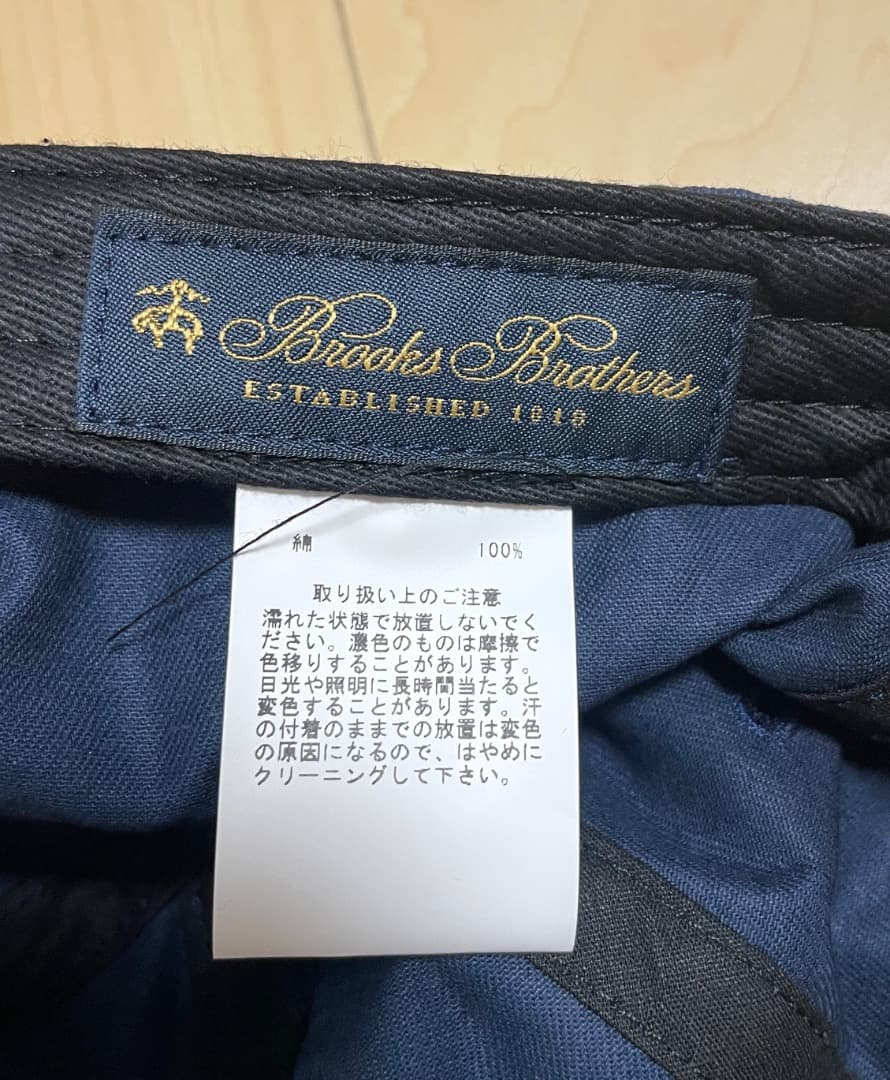 Brooks Brothers
ESTABLISHED 1818
綿 100%
取り扱い上のご注意
濡れた状態で放置しないでく
ださい。濃色のものは摩擦で
色移りすることがあります。
日光や照明に長時間当たると
変色することがあります。汗
の付着のままでの放置は変色
の原因になるので、はやめに
クリーニングして下さい。